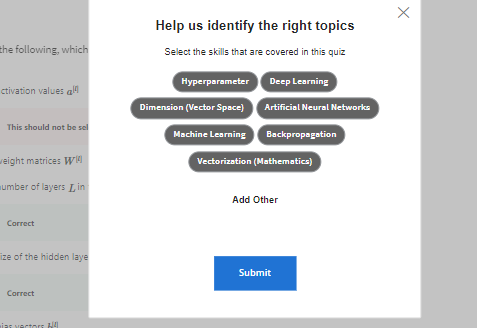 Help us identify the right topics
the following, which
Select the skills that are covered in this quiz
Hyperparameter
Deep Learning
ctivation values a[l]
Dimension (Vector Space)
Artificial Neural Networks
This should not be sel
Machine Learning
Backpropagation
weight matrices W[l]
Vectorization (Mathematics)
umber of layers L in
Add Other
Correct
ize of the hidden laye
Submit
Correct
ias vectors b[l]